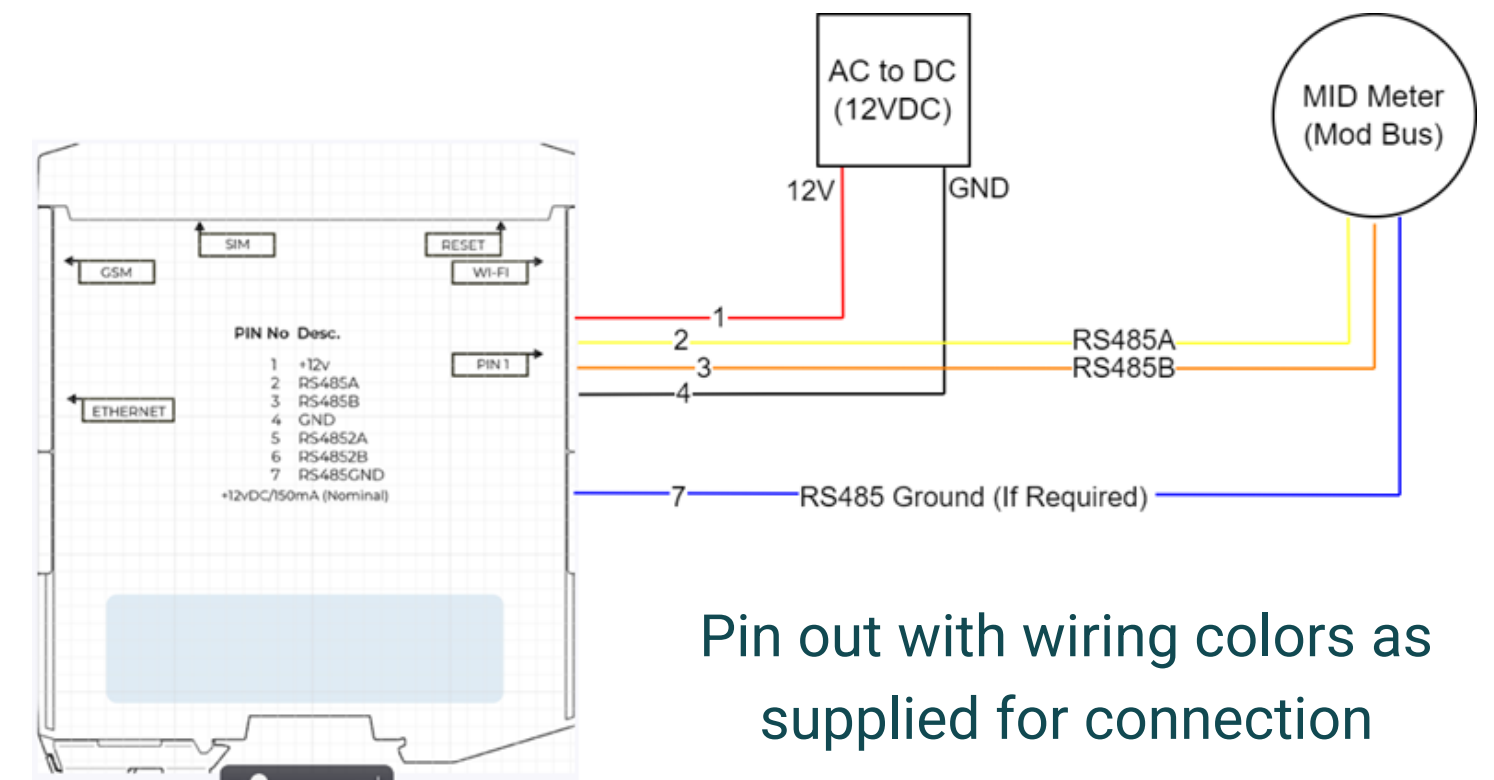 AC to DC
(12VDC)
MID Meter
(Mod Bus)
12V
GND
SIM
RESET
GSM
WI-FI
PIN No Desc.
1 +12v
2 RS485A
3 RS485B
4 GND
5 RS4852A
6 RS4852B
7 RS485GND
+12vDC/150mA (Nominal)
PIN 1
ETHERNET
1
2
RS485A
3
RS485B
4
7
RS485 Ground (If Required)
Pin out with wiring colors as
supplied for connection